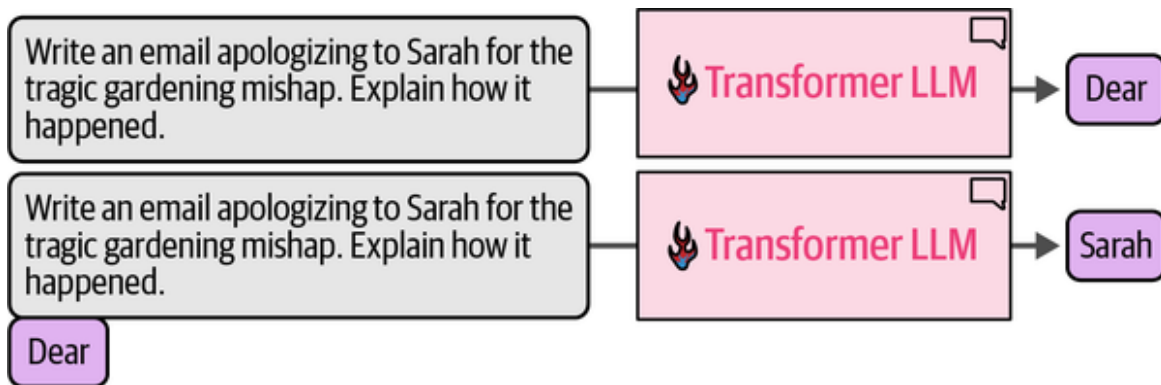 Write an email apologizing to Sarah for the
tragic gardening mishap. Explain how it
happened.
Transformer LLM
Dear
Write an email apologizing to Sarah for the
tragic gardening mishap. Explain how it
happened.
Transformer LLM
Sarah
Dear